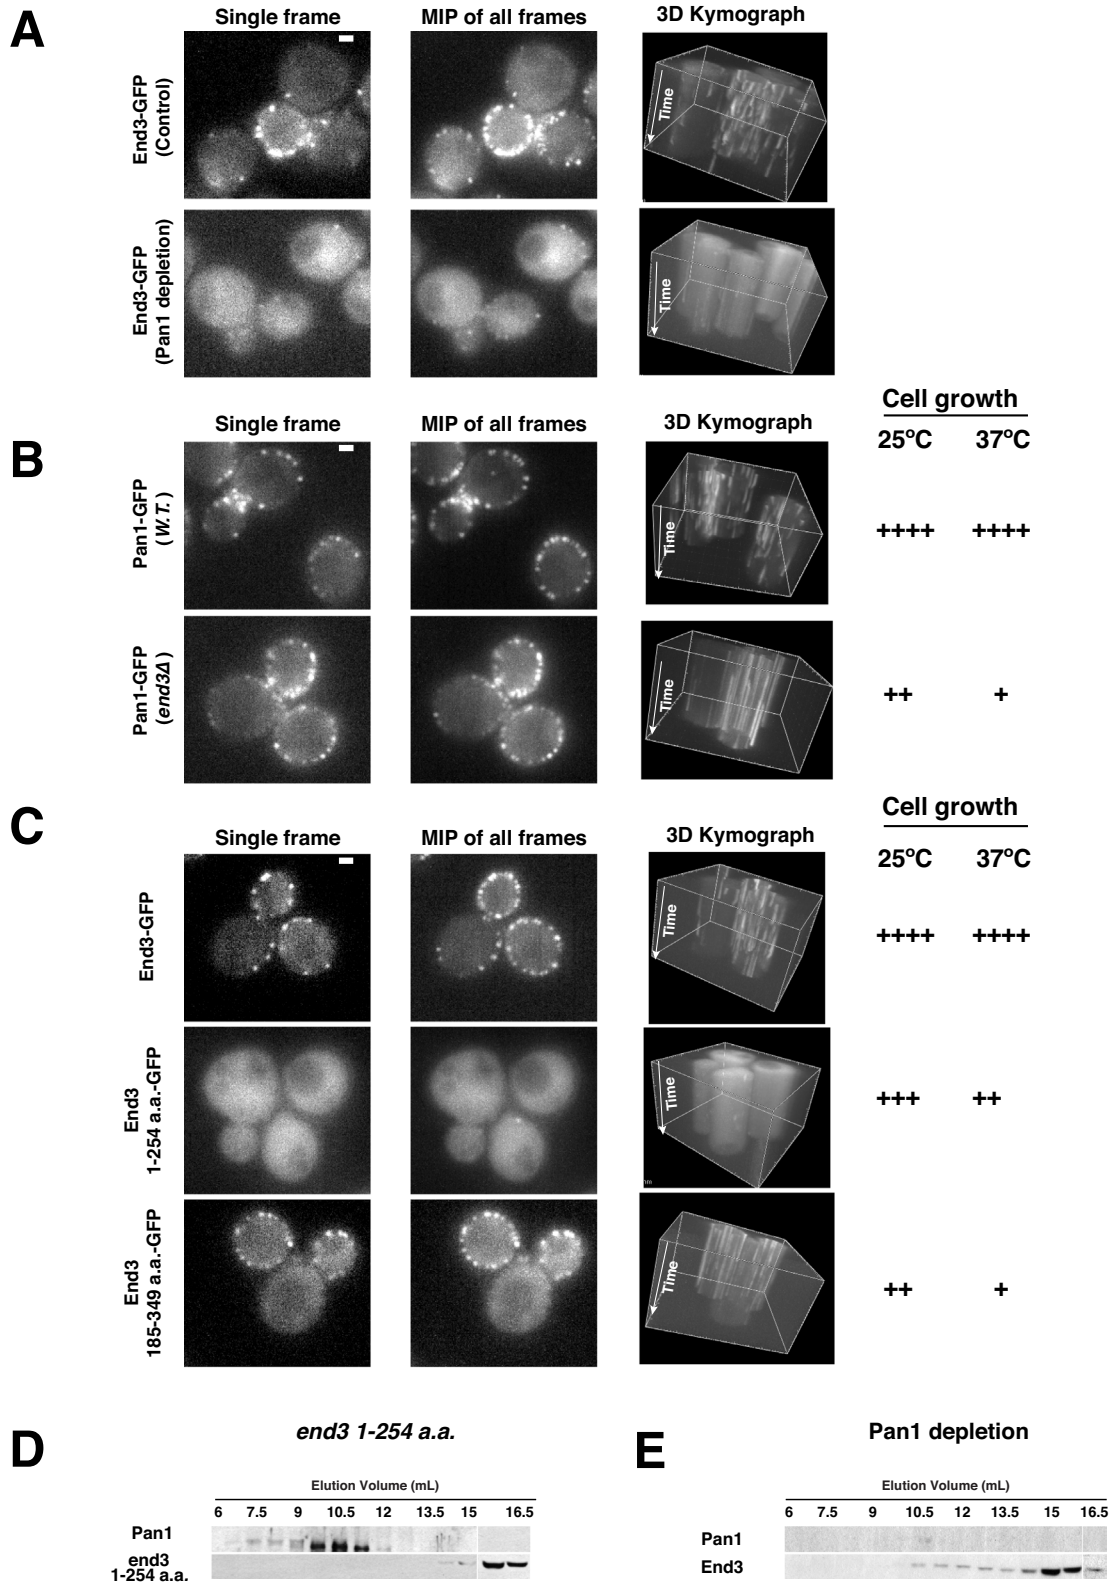 A
Single frame
MIP of all frames
3D Kymograph
End3-GFP
(Control)
Time
End3-GFP
(Pan1 depletion)
Time
Cell growth
B
Single frame
MIP of all frames
3D Kymograph
25°C
37°C
Pan1-GFP
(W.T.)
Time
++++
++++
Pan1-GFP
(end3Δ)
Time
++
+
C
Cell growth
Single frame
MIP of all frames
3D Kymograph
25°C
37°C
End3-GFP
Time
++++
++++
End3
1-254 a.a.-GFP
Time
+++
++
End3
185-349 a.a.-GFP
Time
++
+
D
end3 1-254 a.a.
Elution Volume (mL)
6 7.5 9 10.5 12 13.5 15 16.5
Pan1
end3
1-254 a.a.
E
Pan1 depletion
Elution Volume (mL)
6 7.5 9 10.5 12 13.5 15 16.5
Pan1
End3